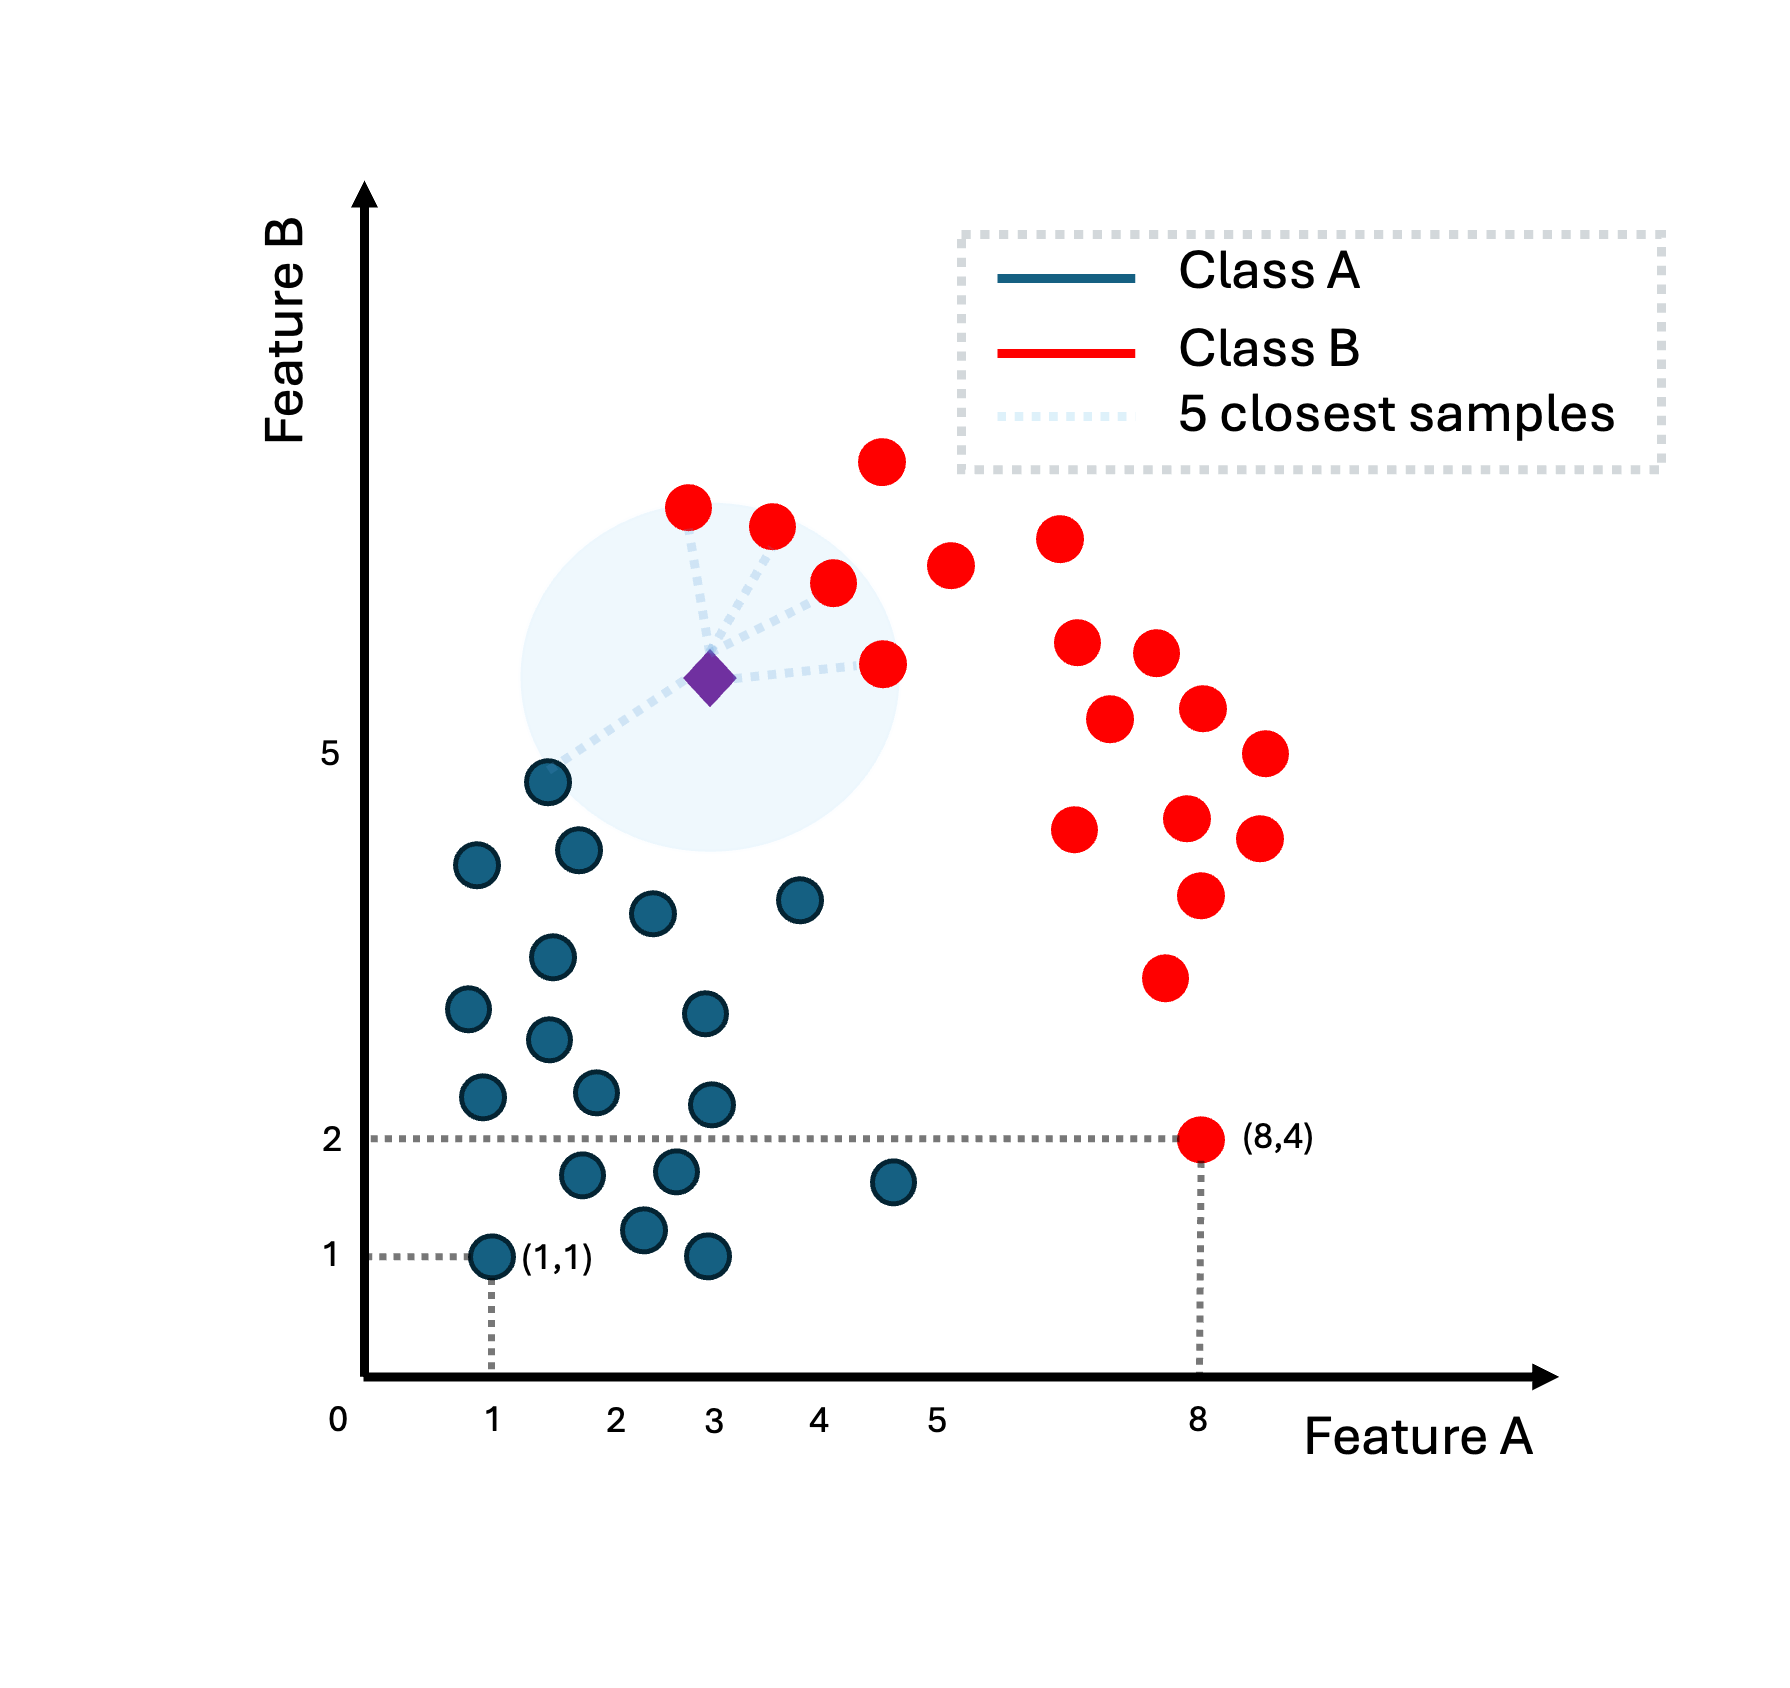 Feature B
Class A
Class B
5 closest samples
5
2
(8,4)
1
(1,1)
0 1 2 3 4 5 8
Feature A